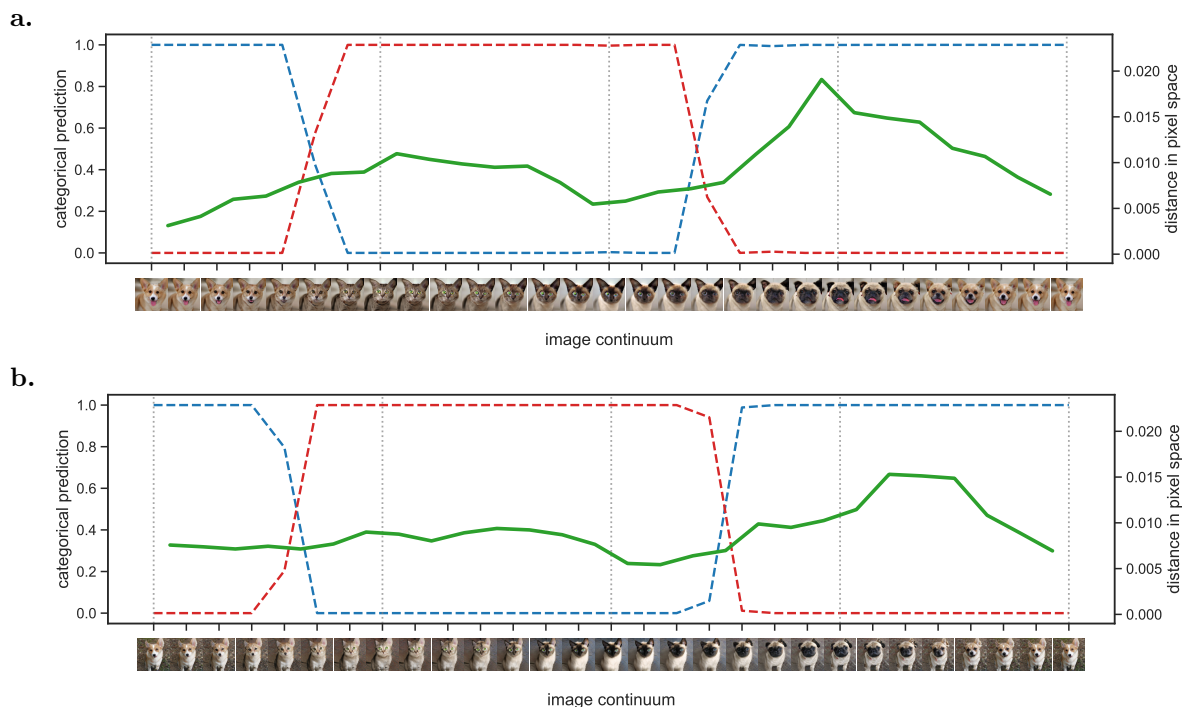 a.
categorical prediction
1.0
0.8
0.6
0.4
0.2
0.0
0.020
0.015
0.010
0.005
0.000
distance in pixel space
image continuum
b.
categorical prediction
1.0
0.8
0.6
0.4
0.2
0.0
0.020
0.015
0.010
0.005
0.000
distance in pixel space
image continuum